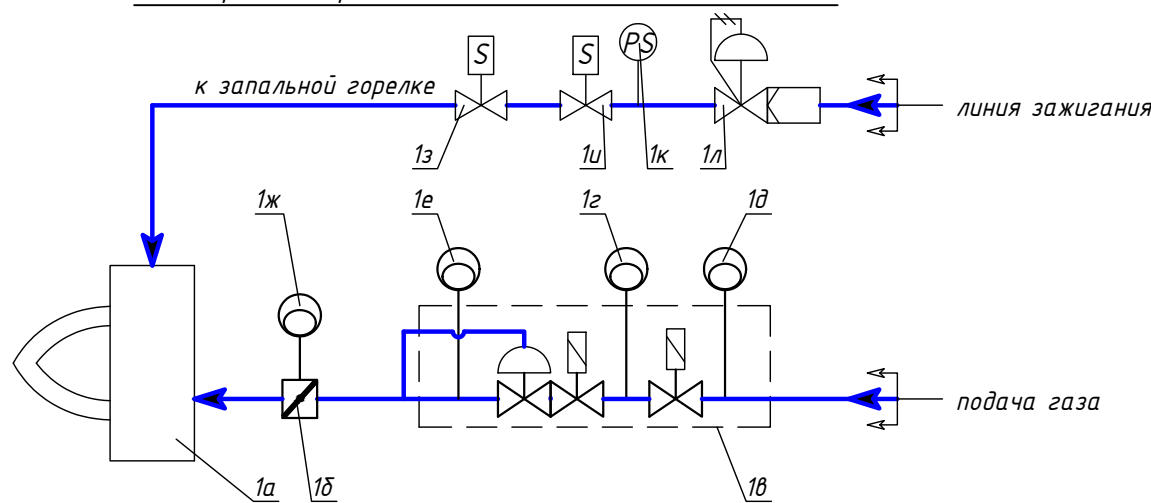 S
S
PS
к запальной горелке
линия зажигания
1з
1и
1к
1л
1ж
1е
1г
1д
подача газа
1а
1б
1в